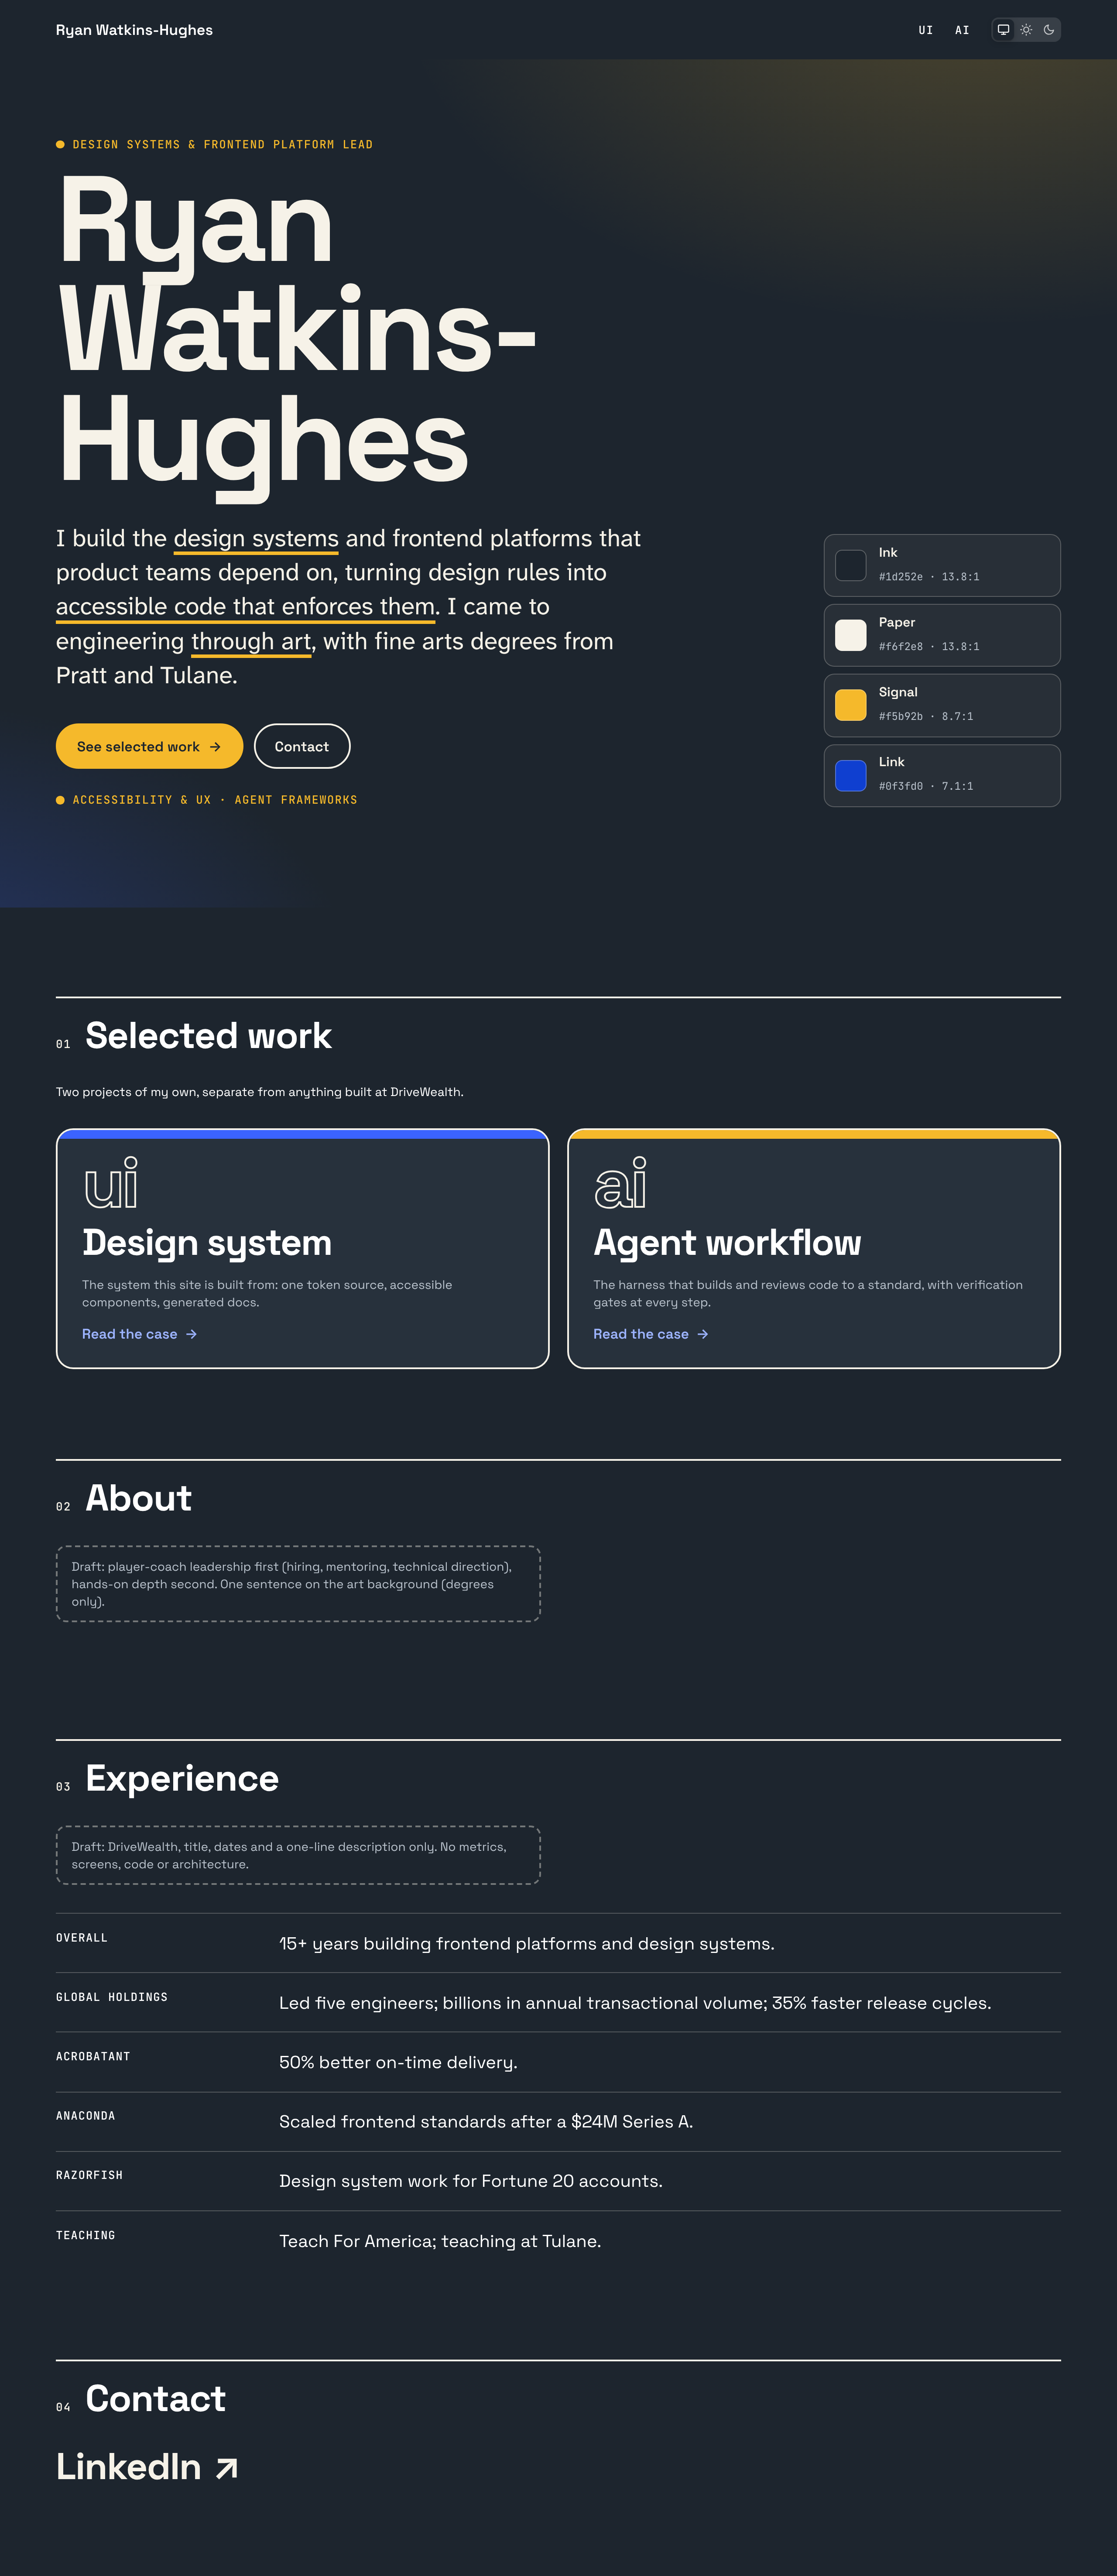 Ryan Watkins-Hughes
UI AI
DESIGN SYSTEMS & FRONTEND PLATFORM LEAD
Ryan
Watkins-
Hughes
I build the design systems and frontend platforms that
product teams depend on, turning design rules into
accessible code that enforces them. I came to
engineering through art, with fine arts degrees from
Pratt and Tulane.
See selected work →
Contact
ACCESSIBILITY & UX · AGENT FRAMEWORKS
Ink
#1d252e · 13.8:1
Paper
#f6f2e8 · 13.8:1
Signal
#f5b92b · 8.7:1
Link
#0f3fd0 · 7.1:1
01 Selected work
Two projects of my own, separate from anything built at DriveWealth.
ui
Design system
The system this site is built from: one token source, accessible
components, generated docs.
Read the case →
ai
Agent workflow
The harness that builds and reviews code to a standard, with verification
gates at every step.
Read the case →
02 About
Draft: player-coach leadership first (hiring, mentoring, technical direction),
hands-on depth second. One sentence on the art background (degrees
only).
03 Experience
Draft: DriveWealth, title, dates and a one-line description only. No metrics,
screens, code or architecture.
OVERALL 15+ years building frontend platforms and design systems.
GLOBAL HOLDINGS Led five engineers; billions in annual transactional volume; 35% faster release cycles.
ACROBATANT 50% better on-time delivery.
ANACONDA Scaled frontend standards after a $24M Series A.
RAZORFISH Design system work for Fortune 20 accounts.
TEACHING Teach For America; teaching at Tulane.
04 Contact
LinkedIn ↗